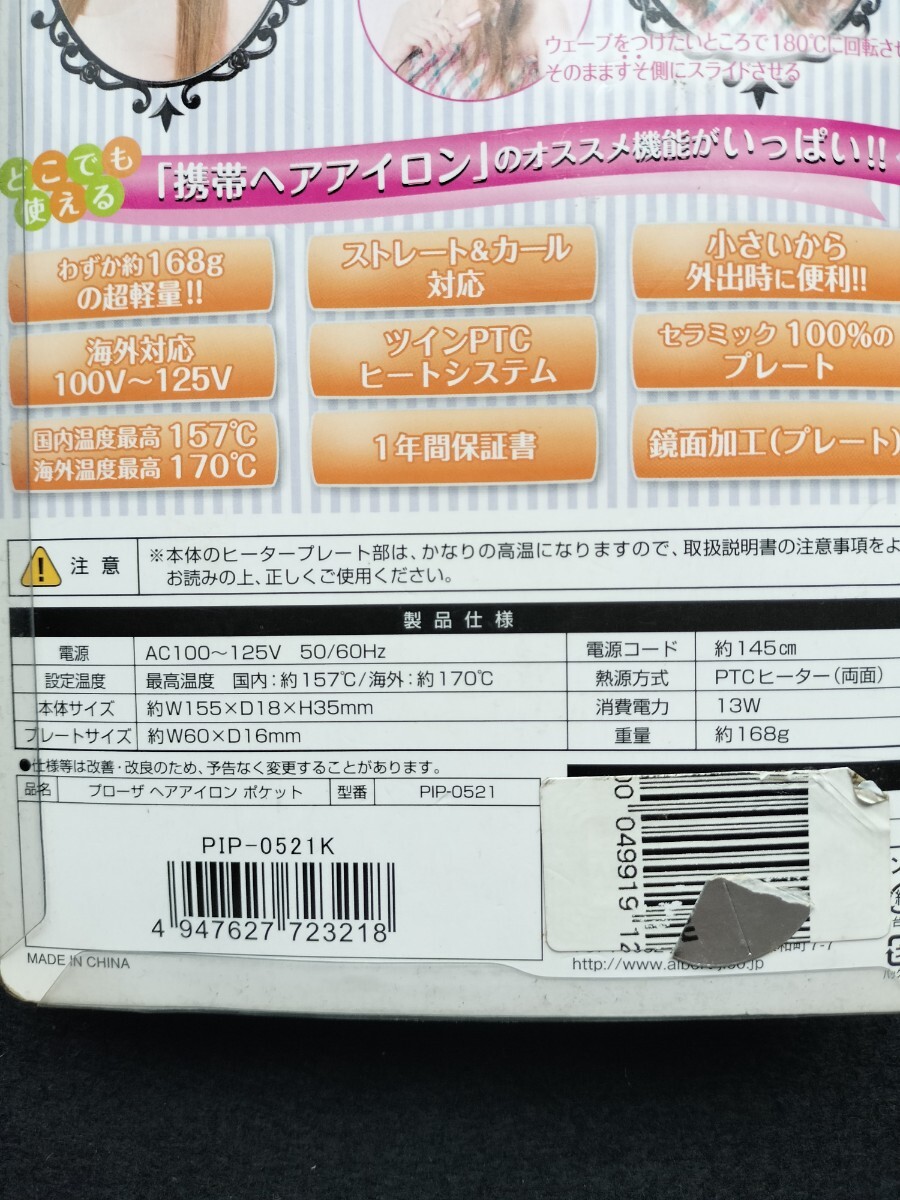 ウェーブをつけたいところで180℃に回転させ
そのまますそ側にスライドさせる
どこでも
使える
「携帯ヘアアイロン」のオススメ機能がいっぱい!!
わずか約168g
の超軽量!!
ストレート&カール
対応
小さいから
外出時に便利!!
海外対応
100V〜125V
ツインPTC
ヒートシステム
セラミック100%の
プレート
国内温度最高157℃
海外温度最高170℃
1年間保証書
鏡面加工(プレート)
注意
※本体のヒータープレート部は、かなりの高温になりますので、取扱説明書の注意事項をよ
お読みの上、正しくご使用ください。
製品仕様
電源 AC100〜125V 50/60Hz 電源コード 約145cm
設定温度 最高温度 国内:約157℃/海外:約170℃ 熱源方式 PTCヒーター(両面)
本体サイズ 約W155×D18×H35mm 消費電力 13W
プレートサイズ 約W60×D16mm 重量 約168g
●仕様等は改善・改良のため、予告なく変更することがあります。
品名 ブローザ ヘアアイロン ポケット 型番 PIP-0521
PIP-0521K
4 947627 723218
MADE IN CHINA
00 04991912
町7-7
http://www.albe
.jp